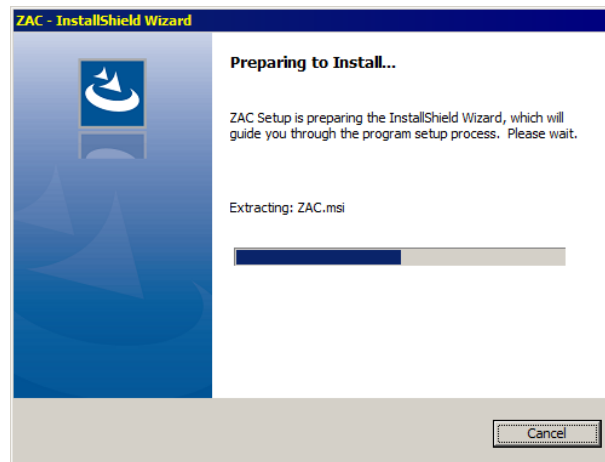 ZAC - InstallShield Wizard
Preparing to Install...
ZAC Setup is preparing the InstallShield Wizard, which will
guide you through the program setup process. Please wait.
Extracting: ZAC.msi
Cancel